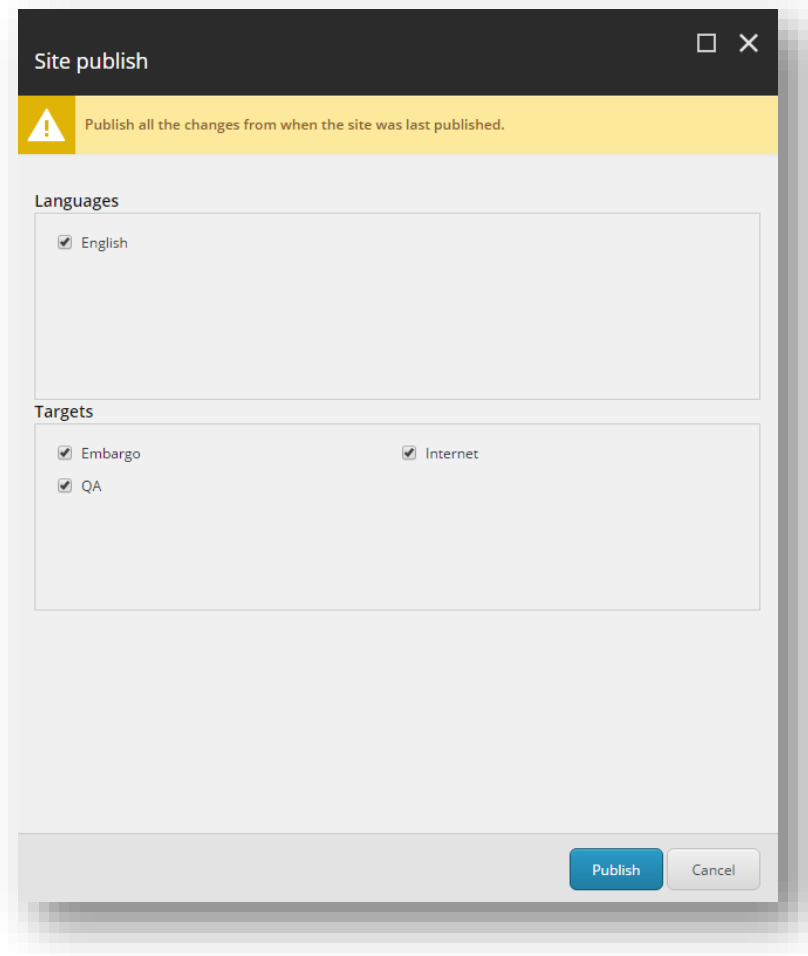 Site publish
Publish all the changes from when the site was last published.
Languages
English
Targets
Embargo
Internet
QA
Publish
Cancel